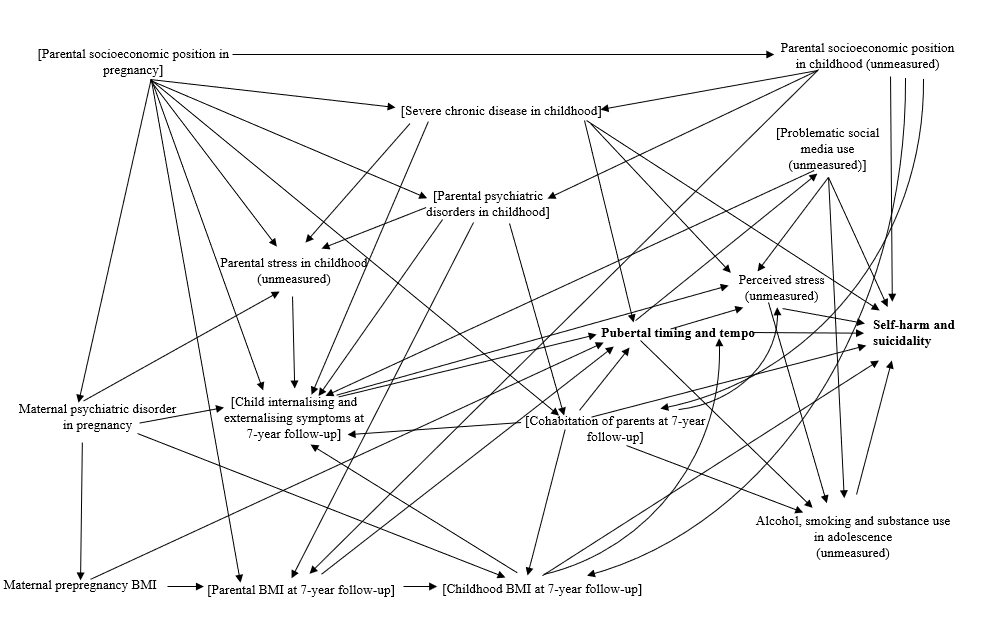 [Parental socioeconomic position in
pregnancy]
Parental socioeconomic position
in childhood (unmeasured)
[Severe chronic disease in childhood]
[Problematic social
media use
(unmeasured)]
[Parental psychiatric
disorders in childhood]
Parental stress in childhood
(unmeasured)
Perceived stress
(unmeasured)
Pubertal timing and tempo
Self-harm and
suicidality
Maternal psychiatric disorder
in pregnancy
[Child internalising and
externalising symptoms at
7-year follow-up]
[Cohabitation of parents at 7-year
follow-up]
Alcohol, smoking and substance use
in adolescence
(unmeasured)
Maternal prepregnancy BMI
[Parental BMI at 7-year follow-up]
[Childhood BMI at 7-year follow-up]